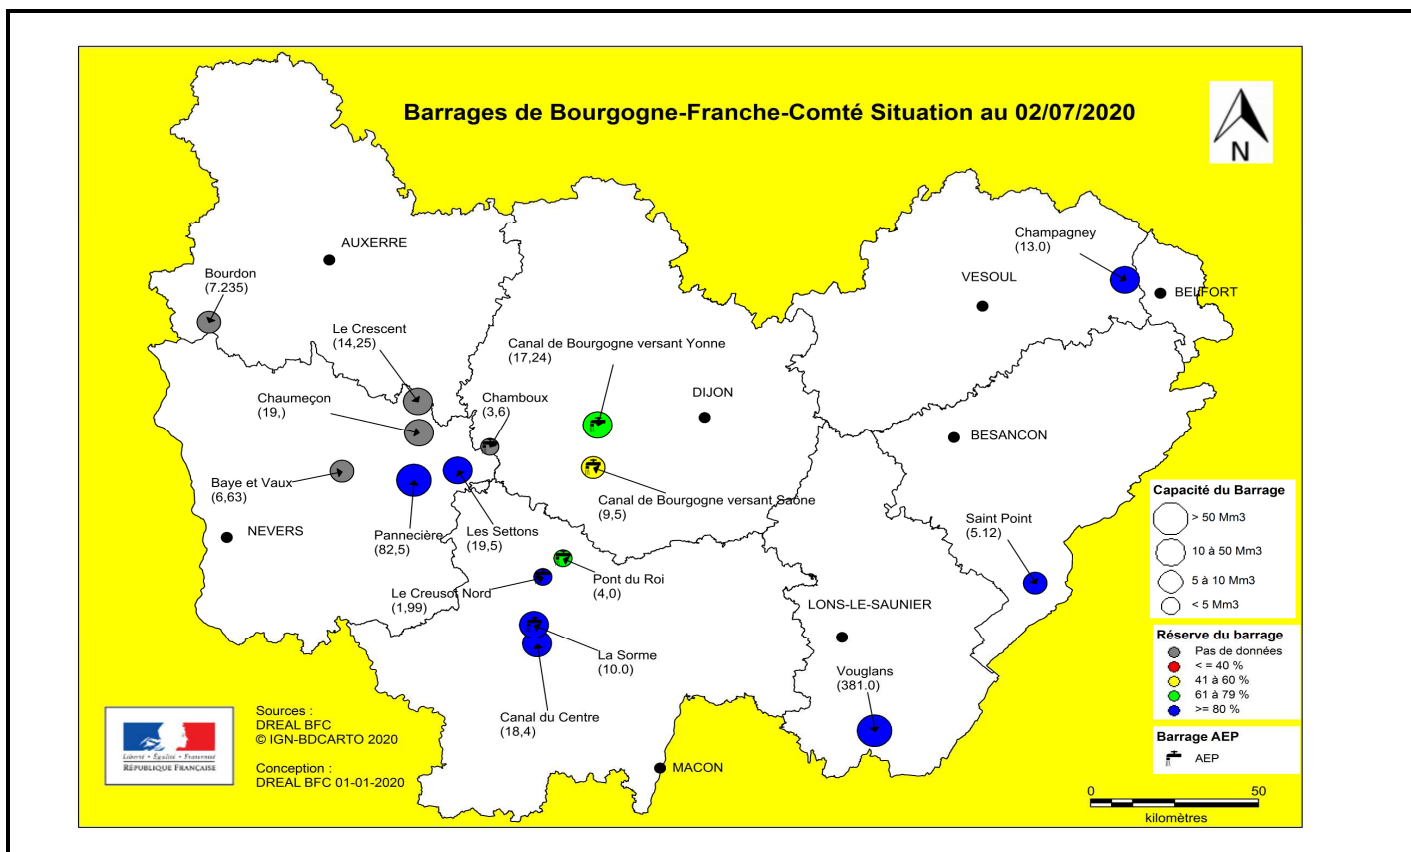 Barrages de Bourgogne-Franche-Comté Situation au 02/07/2020
N
AUXERRE
Bourdon
(7.235)
Champagney
(13.0)
VESOUL
BELFORT
Le Crescent
(14,25)
Canal de Bourgogne versant Yonne
(17,24)
Chaumeçon
(19,)
Chamboux
(3,6)
DIJON
BESANCON
Baye et Vaux
(6,63)
Canal de Bourgogne versant Saône
(9,5)
NEVERS
Pannecière
(82,5)
Les Settons
(19,5)
Saint Point
(5.12)
Le Creusot Nord
(1,99)
Pont du Roi
(4,0)
LONS-LE-SAUNIER
La Sorme
(10.0)
Vouglans
(381.0)
Canal du Centre
(18,4)
MACON
Capacité du Barrage
> 50 Mm3
10 à 50 Mm3
5 à 10 Mm3
< 5 Mm3
Réserve du barrage
Pas de données
< = 40 %
41 à 60 %
61 à 79 %
>= 80 %
Barrage AEP
AEP
Liberté • Égalité • Fraternité
RÉPUBLIQUE FRANÇAISE
Sources :
DREAL BFC
© IGN-BDCARTO 2020
Conception :
DREAL BFC 01-01-2020
0 50
kilomètres